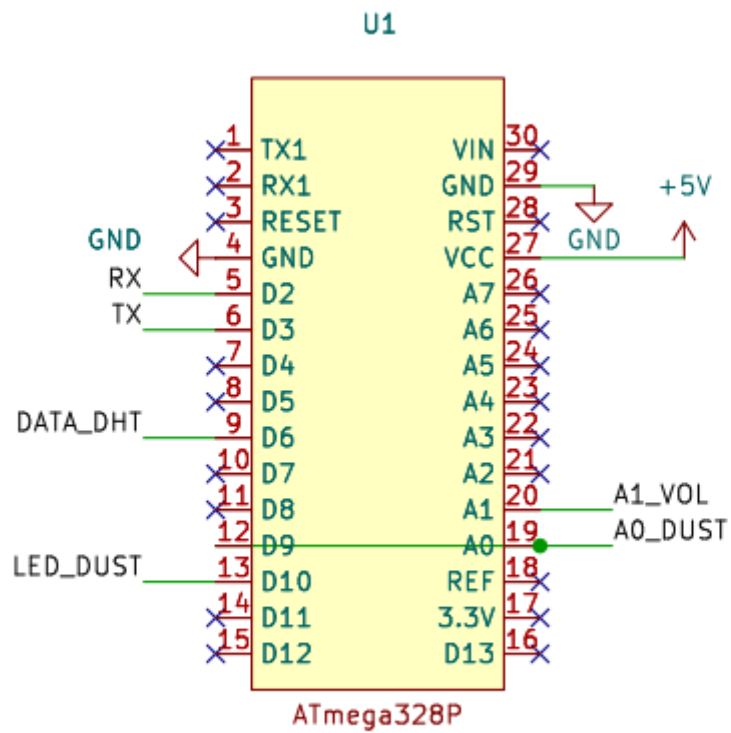 U1
1 TX1 VIN 30
2 RX1 GND 29
+5V
3 RESET RST 28
GND 4 GND VCC 27 GND
RX 5 D2 A7 26
TX 6 D3 A6 25
7 D4 A5 24
8 D5 A4 23
DATA_DHT 9 D6 A3 22
10 D7 A2 21
11 D8 A1 20 A1_VOL
12 D9 A0 19 A0_DUST
LED_DUST 13 D10 REF 18
14 D11 3.3V 17
15 D12 D13 16
ATmega328P